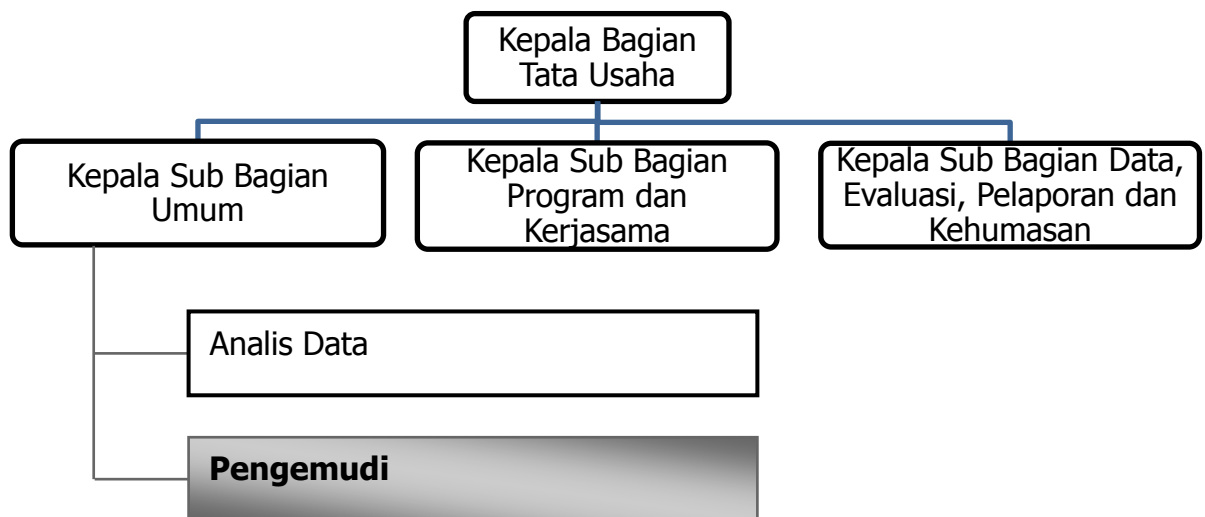 Kepala Bagian
Tata Usaha
Kepala Sub Bagian
Umum
Kepala Sub Bagian
Program dan
Kerjasama
Kepala Sub Bagian Data,
Evaluasi, Pelaporan dan
Kehumasan
Analis Data
Pengemudi